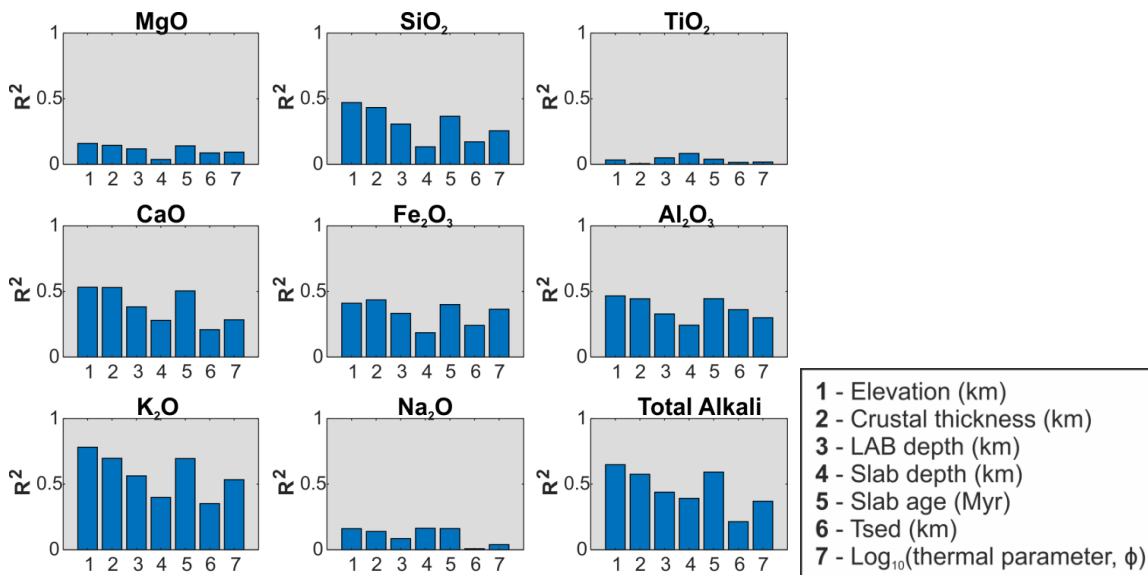 MgO
SiO₂
TiO₂
1
0.5
0
R²
1 2 3 4 5 6 7
1
0.5
0
R²
1 2 3 4 5 6 7
1
0.5
0
R²
1 2 3 4 5 6 7
CaO
Fe₂O₃
Al₂O₃
1
0.5
0
R²
1 2 3 4 5 6 7
1
0.5
0
R²
1 2 3 4 5 6 7
1
0.5
0
R²
1 2 3 4 5 6 7
K₂O
Na₂O
Total Alkali
1
0.5
0
R²
1 2 3 4 5 6 7
1
0.5
0
R²
1 2 3 4 5 6 7
1
0.5
0
R²
1 2 3 4 5 6 7
1 - Elevation (km)
2 - Crustal thickness (km)
3 - LAB depth (km)
4 - Slab depth (km)
5 - Slab age (Myr)
6 - Tsed (km)
7 - Log₁₀(thermal parameter, ϕ)